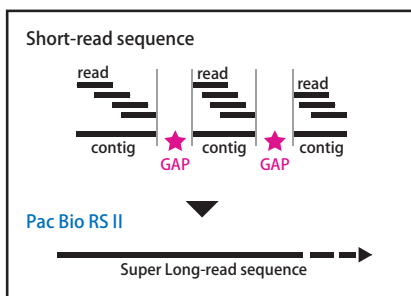 Short-read sequence
read read read
contig contig contig
GAP GAP
Pac Bio RS II
Super Long-read sequence